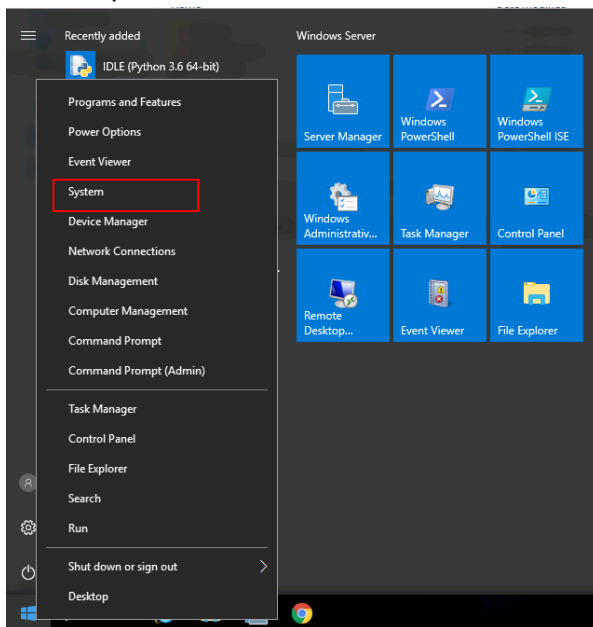 Recently added
IDLE (Python 3.6 64-bit)
Programs and Features
Power Options
Event Viewer
System
Device Manager
Network Connections
Disk Management
Computer Management
Command Prompt
Command Prompt (Admin)
Task Manager
Control Panel
File Explorer
Search
Run
Shut down or sign out
Desktop
Windows Server
Server Manager
Windows
PowerShell
Windows
PowerShell ISE
Windows
Administrativ...
Task Manager
Control Panel
Remote
Desktop...
Event Viewer
File Explorer